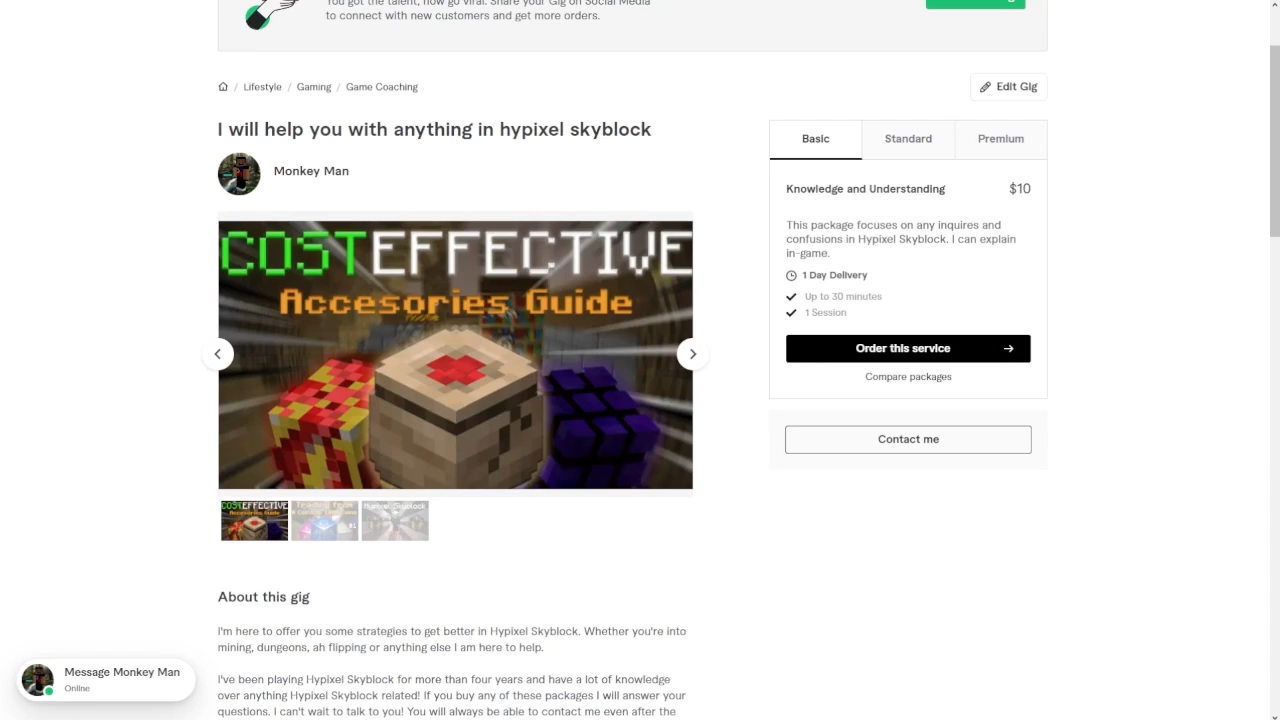 You got the talent, now go viral. Share your Gig on Social Media
to connect with new customers and get more orders.
Lifestyle / Gaming / Game Coaching
Edit Gig
I will help you with anything in hypixel skyblock
Monkey Man
COST EFFECTIVE
Accesories Guide
COSTEFFECTIVE
Accesories Guide
Basic
Standard
Premium
Knowledge and Understanding
$10
This package focuses on any inquires and
confusions in Hypixel Skyblock. I can explain
in-game.
1 Day Delivery
Up to 30 minutes
1 Session
Order this service
Compare packages
Contact me
About this gig
I'm here to offer you some strategies to get better in Hypixel Skyblock. Whether you're into
mining, dungeons, ah flipping or anything else I am here to help.
I've been playing Hypixel Skyblock for more than four years and have a lot of knowledge
over anything Hypixel Skyblock related! If you buy any of these packages I will answer your
questions. I can't wait to talk to you! You will always be able to contact me even after the
Message Monkey Man
Online